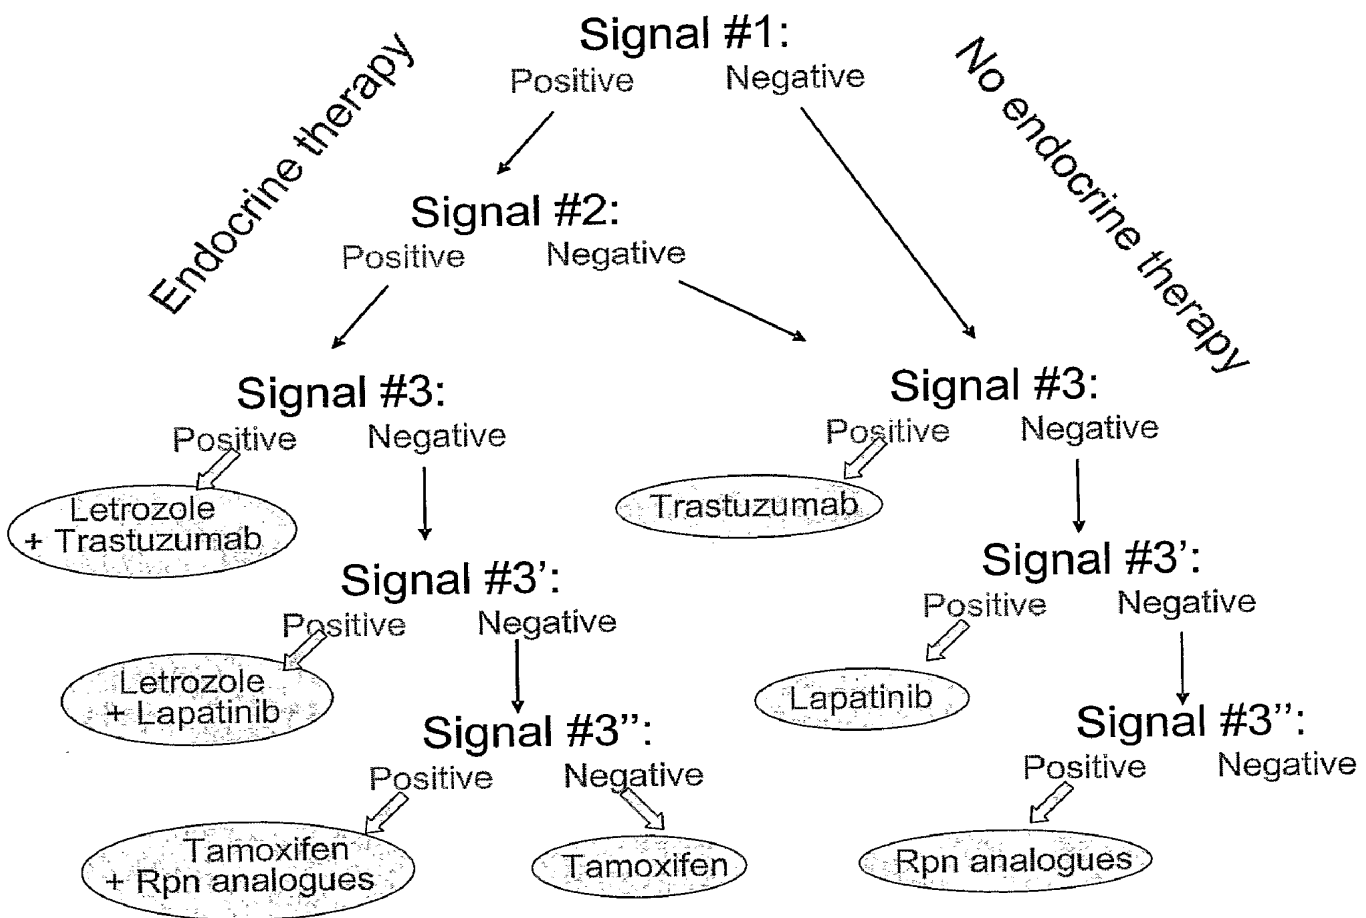 Signal #1:
Positive Negative
Endocrine therapy
No endocrine therapy
Signal #2:
Positive Negative
Signal #3:
Positive Negative
Letrozole
+ Trastuzumab
Signal #3':
Positive Negative
Letrozole
+ Lapatinib
Signal #3'':
Positive Negative
Tamoxifen
+ Rpn analogues
Tamoxifen
Signal #3:
Positive Negative
Trastuzumab
Signal #3':
Positive Negative
Lapatinib
Signal #3'':
Positive Negative
Rpn analogues